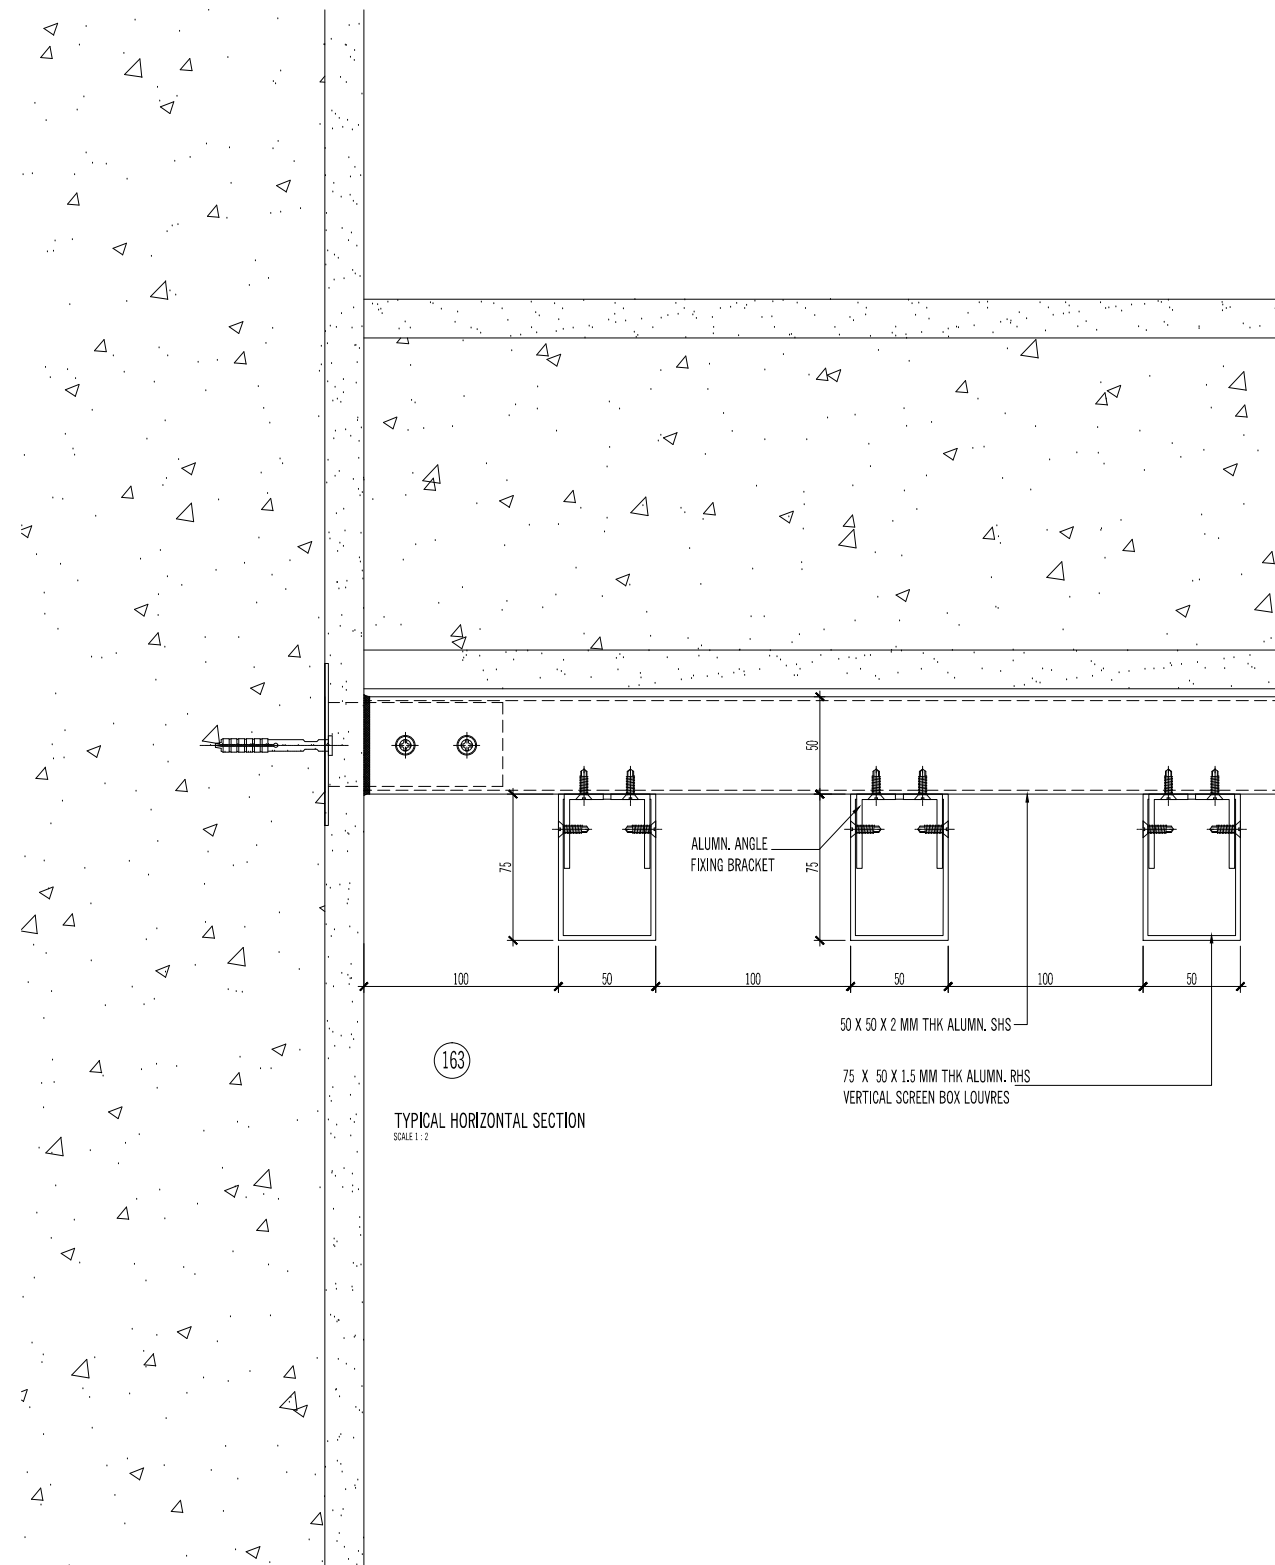 50
ALUMN. ANGLE
FIXING BRACKET
75
75
100
50
100
50
100
50
50 X 50 X 2 MM THK ALUMN. SHS
75 X 50 X 1.5 MM THK ALUMN. RHS
VERTICAL SCREEN BOX LOUVRES
163
TYPICAL HORIZONTAL SECTION
SCALE 1 : 2